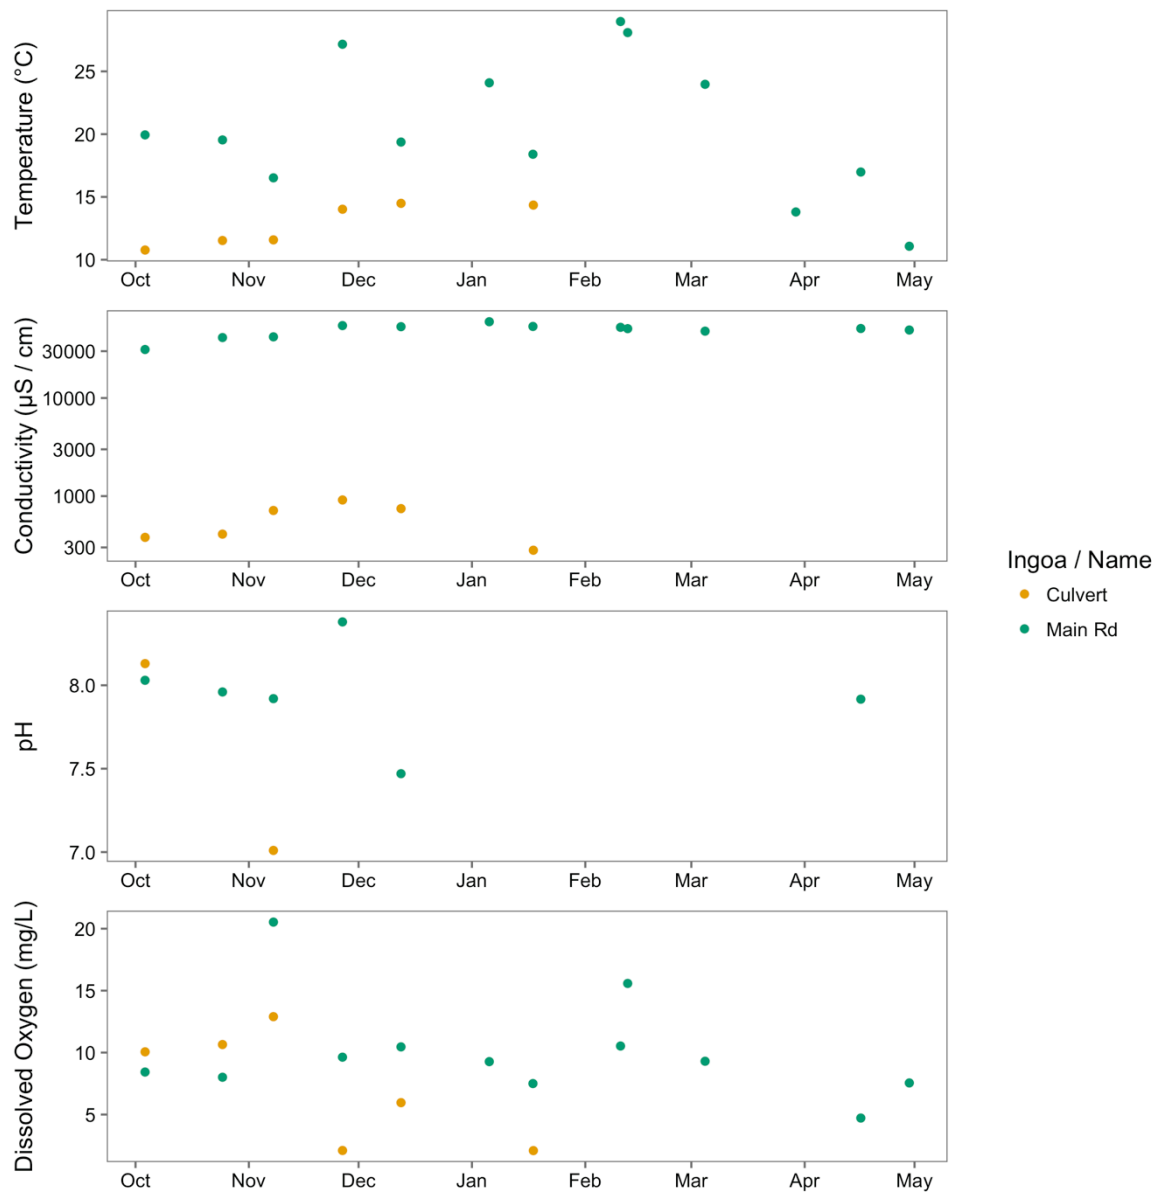 Temperature (°C)
25
20
15
10
Oct Nov Dec Jan Feb Mar Apr May
Conductivity (µS / cm)
30000
10000
3000
1000
300
Oct Nov Dec Jan Feb Mar Apr May
pH
8.0
7.5
7.0
Oct Nov Dec Jan Feb Mar Apr May
Dissolved Oxygen (mg/L)
20
15
10
5
Oct Nov Dec Jan Feb Mar Apr May
Ingoa / Name
Culvert
Main Rd